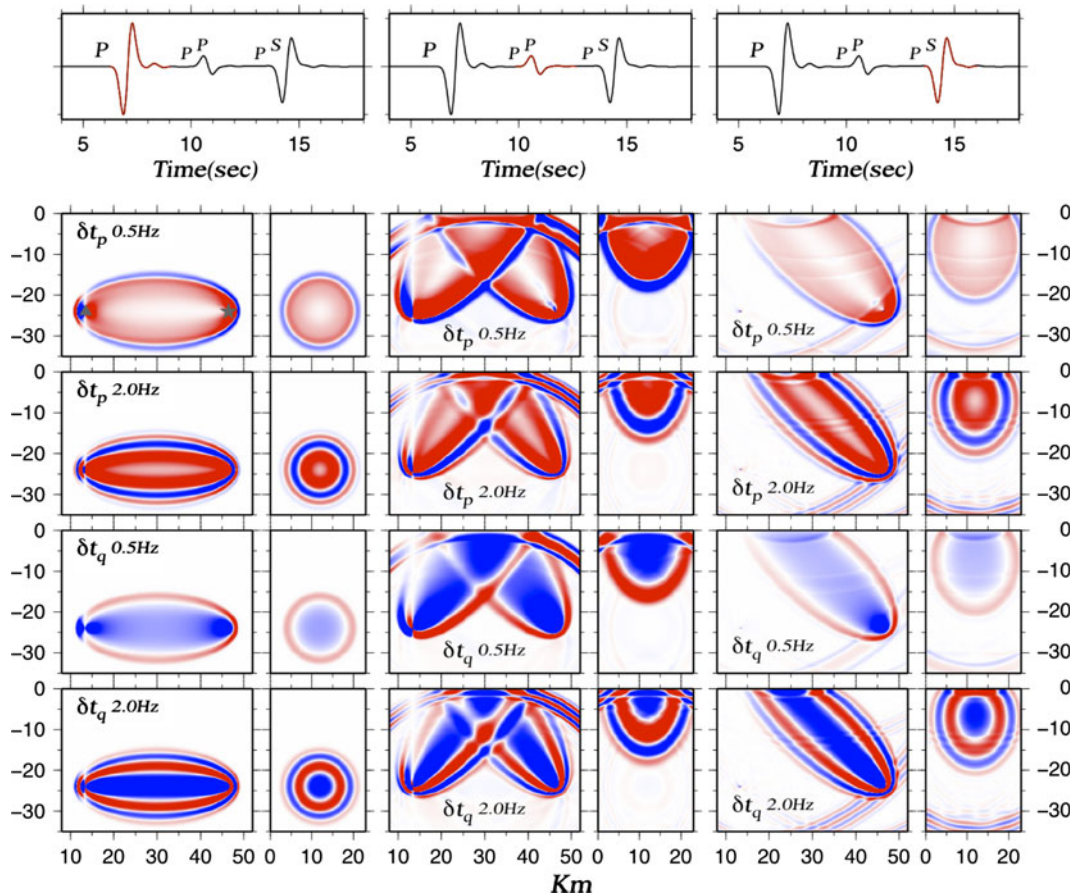 P P P S P P P P S P P P P S
5 10 15 5 10 15 5 10 15
Time(sec) Time(sec) Time(sec)
0 δtp 0.5Hz 0
-10 -10
-20 -20
-30 δtp 0.5Hz δtp 0.5Hz -30
0 δtp 2.0Hz 0
-10 -10
-20 -20
-30 δtp 2.0Hz δtp 2.0Hz -30
0 δtq 0.5Hz 0
-10 -10
-20 -20
-30 δtq 0.5Hz δtq 0.5Hz -30
0 δtq 2.0Hz 0
-10 -10
-20 -20
-30 δtq 2.0Hz δtq 2.0Hz -30
10 20 30 40 50 0 10 20 10 20 30 40 50 0 10 20 10 20 30 40 50 0 10 20
Km